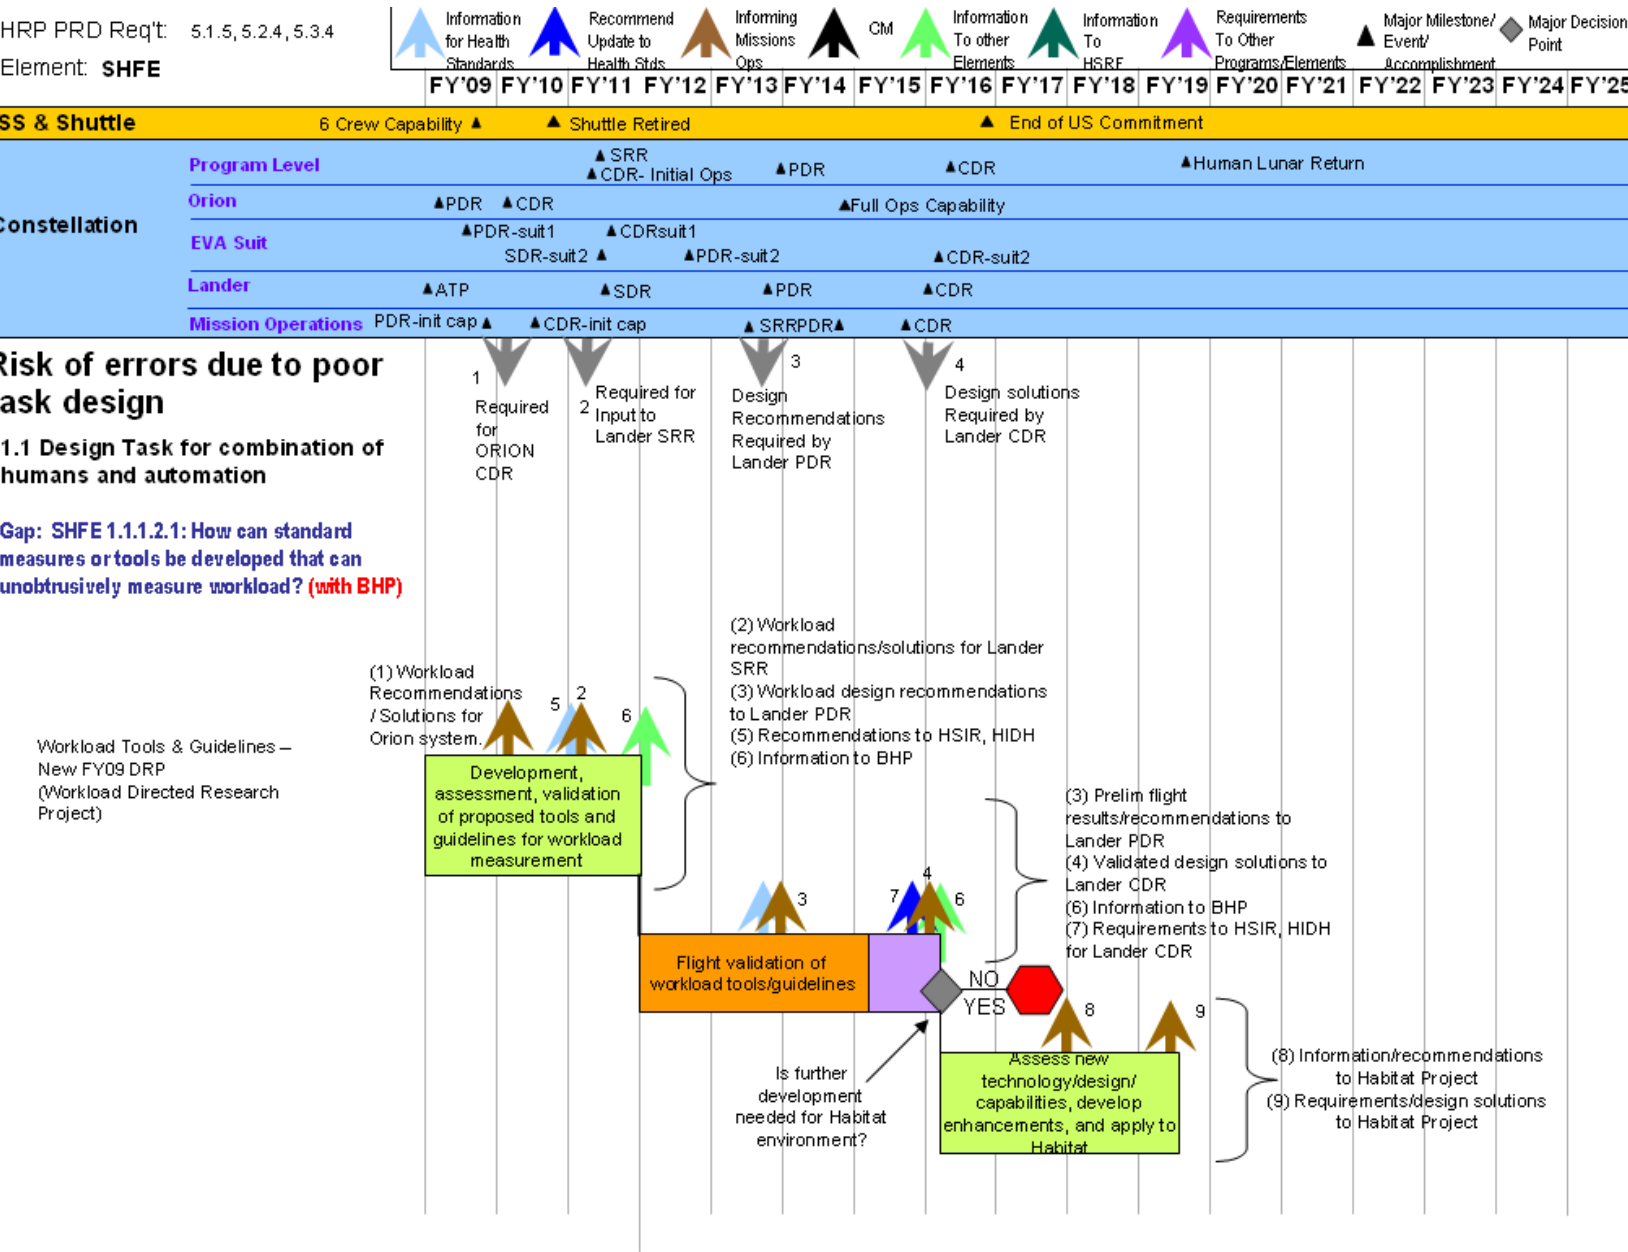 HRP PRD Req't: 5.1.5, 5.2.4, 5.3.4
Element: SHFE
Information
for Health
Standards
Recommend
Update to
Health Stds
Informing
Missions
Ops
CM
Information
To other
Elements
Information
To
HSRF
Requirements
To Other
Programs/Elements
Major Milestone/
Event/
Accomplishment
Major Decision
Point
FY'09 FY'10 FY'11 FY'12 FY'13 FY'14 FY'15 FY'16 FY'17 FY'18 FY'19 FY'20 FY'21 FY'22 FY'23 FY'24 FY'25
SS & Shuttle
6 Crew Capability
Shuttle Retired
End of US Commitment
Constellation
Program Level
SRR
CDR- Initial Ops
PDR
CDR
Human Lunar Return
Orion
PDR
CDR
Full Ops Capability
EVA Suit
PDR-suit1
CDRsuit1
SDR-suit2
PDR-suit2
CDR-suit2
Lander
ATP
SDR
PDR
CDR
Mission Operations
PDR-init cap
CDR-init cap
SRRPDR
CDR
Risk of errors due to poor
ask design
1.1 Design Task for combination of
humans and automation
Gap: SHFE 1.1.1.2.1: How can standard
measures or tools be developed that can
unobtrusively measure workload? (with BHP)
1
Required
for
ORION
CDR
2
Required for
Input to
Lander SRR
3
Design
Recommendations
Required by
Lander PDR
4
Design solutions
Required by
Lander CDR
(1) Workload
Recommendations
/ Solutions for
Orion system.
5
2
6
(2) Workload
recommendations/solutions for Lander
SRR
(3) Workload design recommendations
to Lander PDR
(5) Recommendations to HSIR, HIDH
(6) Information to BHP
Workload Tools & Guidelines –
New FY09 DRP
(Workload Directed Research
Project)
Development,
assessment, validation
of proposed tools and
guidelines for workload
measurement
3
7
4
6
(3) Prelim flight
results/recommendations to
Lander PDR
(4) Validated design solutions to
Lander CDR
(6) Information to BHP
(7) Requirements to HSIR, HIDH
for Lander CDR
Flight validation of
workload tools/guidelines
NO
YES
8
9
Is further
development
needed for Habitat
environment?
Assess new
technology/design/
capabilities, develop
enhancements, and apply to
Habitat
(8) Information/recommendations
to Habitat Project
(9) Requirements/design solutions
to Habitat Project